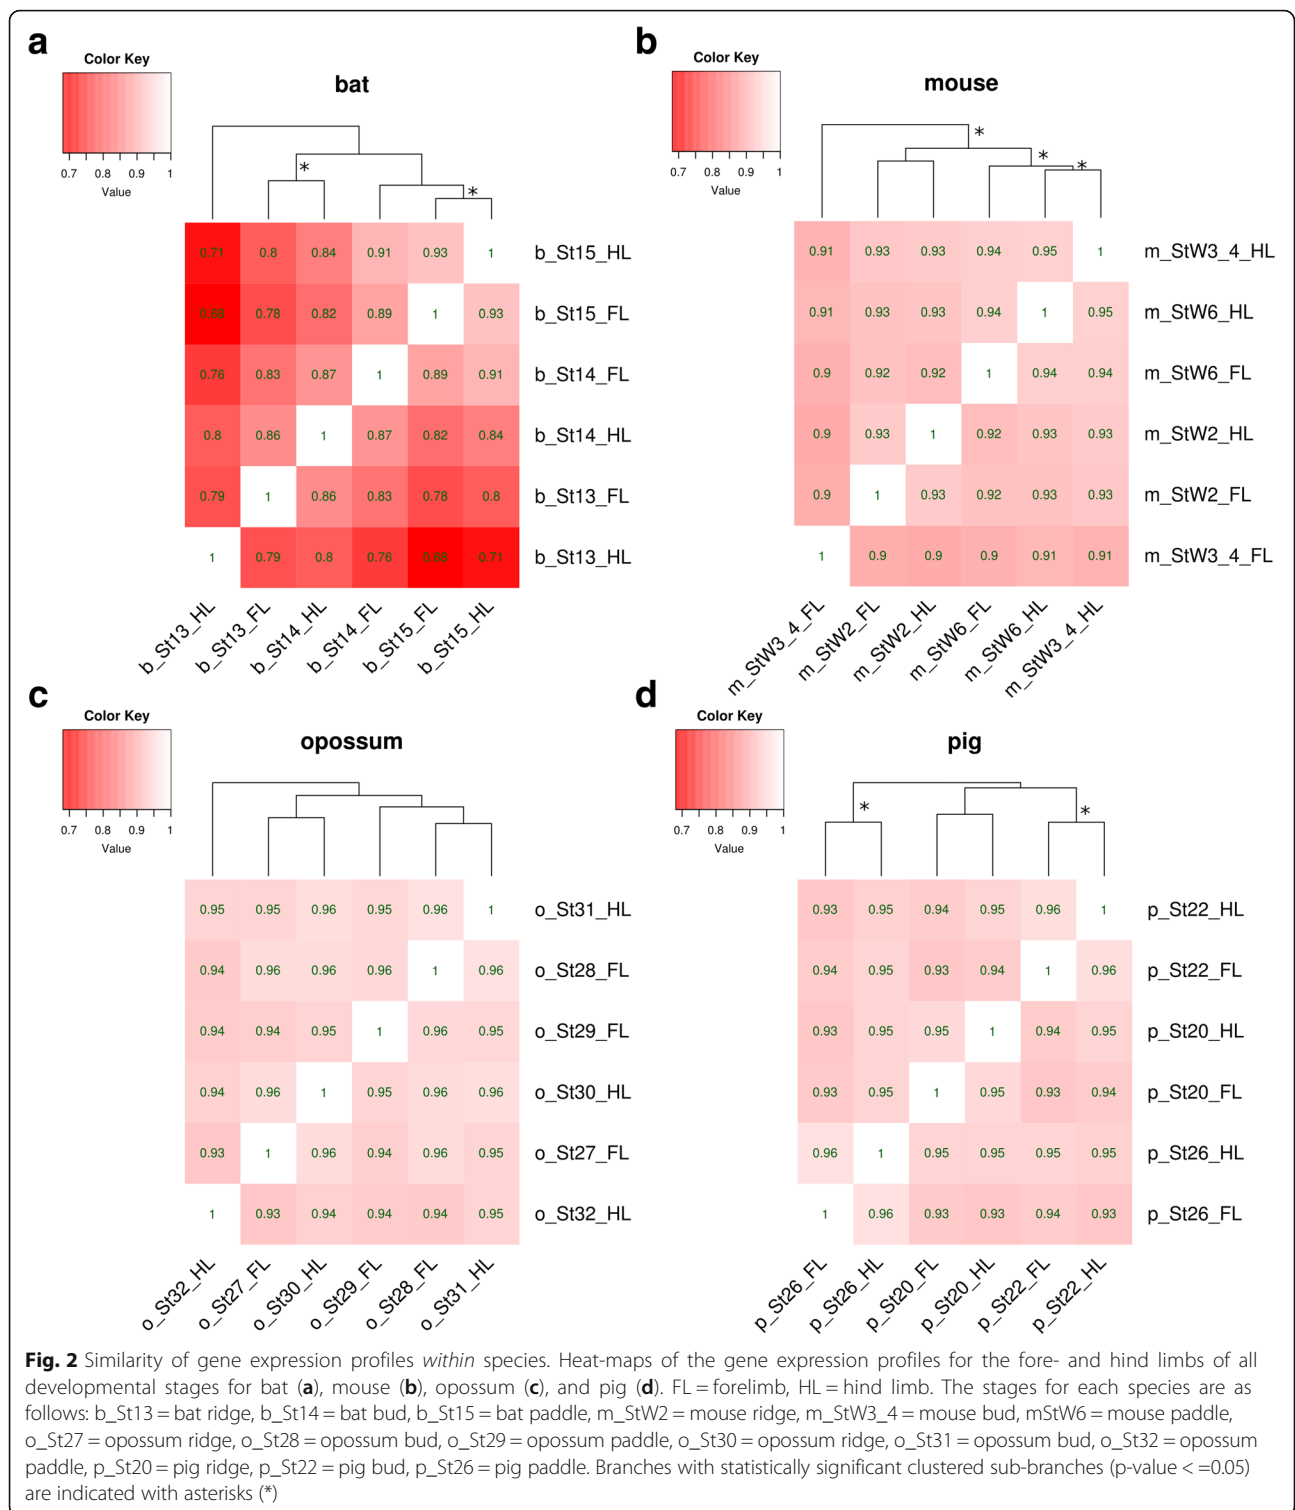 a
Color Key
0.7 0.8 0.9 1
Value
bat
*
*
0.71 0.8 0.84 0.91 0.93 1 b_St15_HL
0.68 0.78 0.82 0.89 1 0.93 b_St15_FL
0.76 0.83 0.87 1 0.89 0.91 b_St14_FL
0.8 0.86 1 0.87 0.82 0.84 b_St14_HL
0.79 1 0.86 0.83 0.78 0.8 b_St13_FL
1 0.79 0.8 0.76 0.68 0.71 b_St13_HL
b_St13_HL b_St13_FL b_St14_HL b_St14_FL b_St15_FL b_St15_HL
b
Color Key
0.7 0.8 0.9 1
Value
mouse
*
*
*
0.91 0.93 0.93 0.94 0.95 1 m_StW3_4_HL
0.91 0.93 0.93 0.94 1 0.95 m_StW6_HL
0.9 0.92 0.92 1 0.94 0.94 m_StW6_FL
0.9 0.93 1 0.92 0.93 0.93 m_StW2_HL
0.9 1 0.93 0.92 0.93 0.93 m_StW2_FL
1 0.9 0.9 0.9 0.91 0.91 m_StW3_4_FL
m_StW3_4_FL m_StW2_FL m_StW2_HL m_StW6_FL m_StW6_HL m_StW3_4_HL
c
Color Key
0.7 0.8 0.9 1
Value
opossum
0.95 0.95 0.96 0.95 0.96 1 o_St31_HL
0.94 0.96 0.96 0.96 1 0.96 o_St28_FL
0.94 0.94 0.95 1 0.96 0.95 o_St29_FL
0.94 0.96 1 0.95 0.96 0.96 o_St30_HL
0.93 1 0.96 0.94 0.96 0.95 o_St27_FL
1 0.93 0.94 0.94 0.94 0.95 o_St32_HL
o_St32_HL o_St27_FL o_St30_HL o_St29_FL o_St28_FL o_St31_HL
d
Color Key
0.7 0.8 0.9 1
Value
pig
*
*
0.93 0.95 0.94 0.95 0.96 1 p_St22_HL
0.94 0.95 0.93 0.94 1 0.96 p_St22_FL
0.93 0.95 0.95 1 0.94 0.95 p_St20_HL
0.93 0.95 1 0.95 0.93 0.94 p_St20_FL
0.96 1 0.95 0.95 0.95 0.95 p_St26_HL
1 0.96 0.93 0.93 0.94 0.93 p_St26_FL
p_St26_FL p_St26_HL p_St20_FL p_St20_HL p_St22_FL p_St22_HL
Fig. 2 Similarity of gene expression profiles within species. Heat-maps of the gene expression profiles for the fore- and hind limbs of all
developmental stages for bat (a), mouse (b), opossum (c), and pig (d). FL = forelimb, HL = hind limb. The stages for each species are as
follows: b_St13 = bat ridge, b_St14 = bat bud, b_St15 = bat paddle, m_StW2 = mouse ridge, m_StW3_4 = mouse bud, mStW6 = mouse paddle,
o_St27 = opossum ridge, o_St28 = opossum bud, o_St29 = opossum paddle, o_St30 = opossum ridge, o_St31 = opossum bud, o_St32 = opossum
paddle, p_St20 = pig ridge, p_St22 = pig bud, p_St26 = pig paddle. Branches with statistically significant clustered sub-branches (p-value < =0.05)
are indicated with asterisks (*)